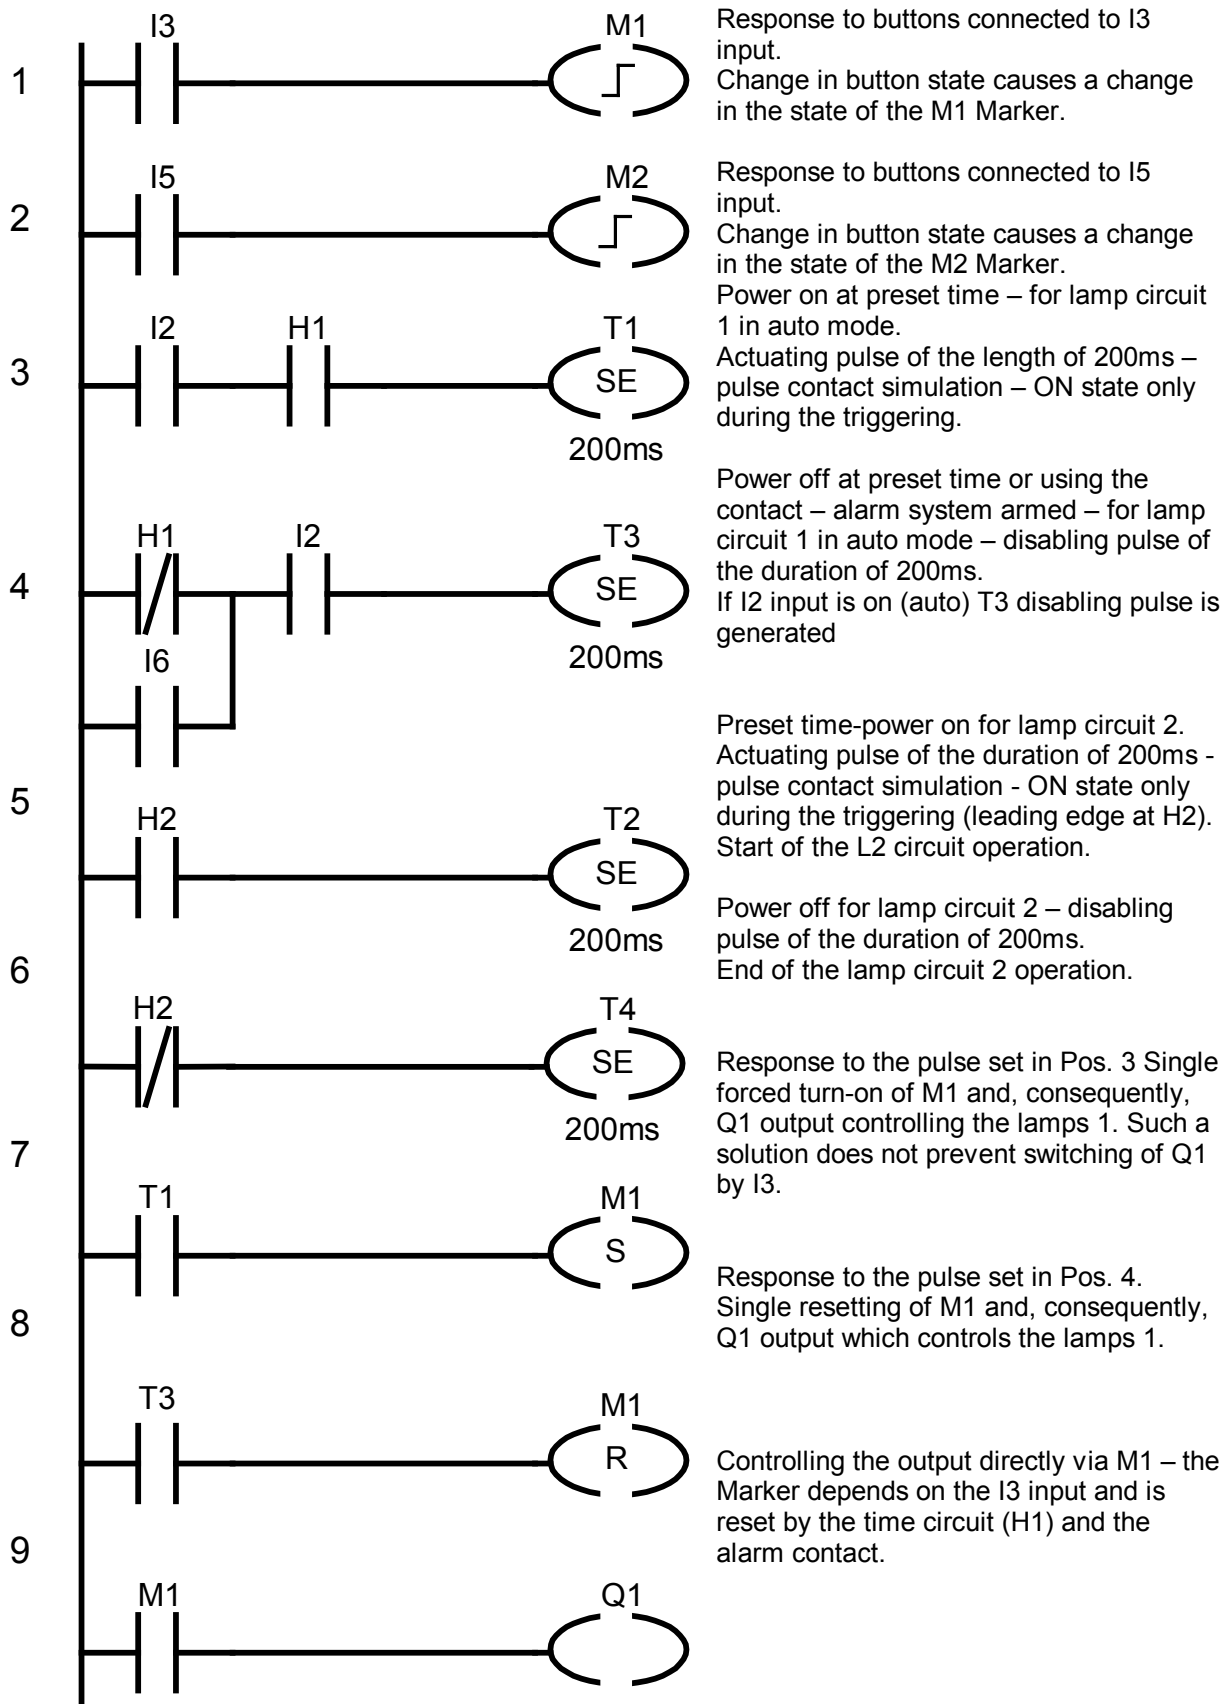 I3
M1
1
Response to buttons connected to I3
input.
Change in button state causes a change
in the state of the M1 Marker.
I5
M2
2
Response to buttons connected to I5
input.
Change in button state causes a change
in the state of the M2 Marker.
Power on at preset time – for lamp circuit
1 in auto mode.
Actuating pulse of the length of 200ms –
pulse contact simulation – ON state only
during the triggering.
I2
H1
T1
3
SE
200ms
Power off at preset time or using the
contact – alarm system armed – for lamp
circuit 1 in auto mode – disabling pulse of
the duration of 200ms.
If I2 input is on (auto) T3 disabling pulse is
generated
H1
I2
T3
4
SE
200ms
I6
Preset time-power on for lamp circuit 2.
Actuating pulse of the duration of 200ms -
pulse contact simulation - ON state only
during the triggering (leading edge at H2).
Start of the L2 circuit operation.
5
H2
T2
SE
200ms
Power off for lamp circuit 2 – disabling
pulse of the duration of 200ms.
End of the lamp circuit 2 operation.
6
H2
T4
SE
200ms
Response to the pulse set in Pos. 3 Single
forced turn-on of M1 and, consequently,
Q1 output controlling the lamps 1. Such a
solution does not prevent switching of Q1
by I3.
7
T1
M1
S
Response to the pulse set in Pos. 4.
Single resetting of M1 and, consequently,
Q1 output which controls the lamps 1.
8
T3
M1
R
Controlling the output directly via M1 – the
Marker depends on the I3 input and is
reset by the time circuit (H1) and the
alarm contact.
9
M1
Q1